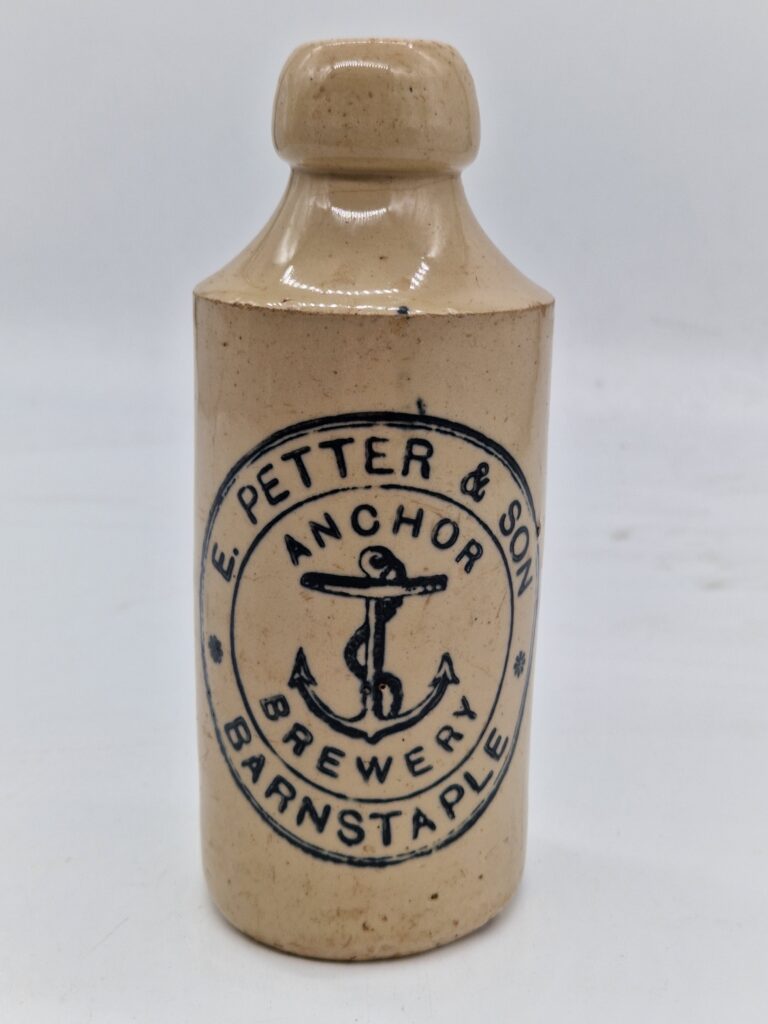 E. PETTER & SON
ANCHOR
BREWERY
BARNSTAPLE